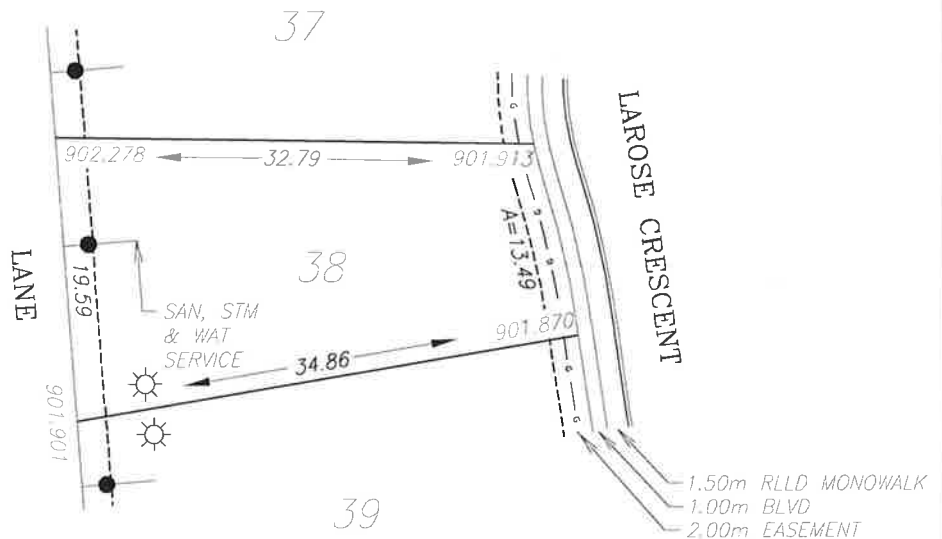 37
902.278
32.79
901.913
LAROSE CRESCENT
G
A=13.49
G
G
38
LANE
19.59
SAN, STM
& WAT
SERVICE
901.870
34.86
901.901
G
G
39
1.50m RLLD MONOWALK
1.00m BLVD
2.00m EASEMENT